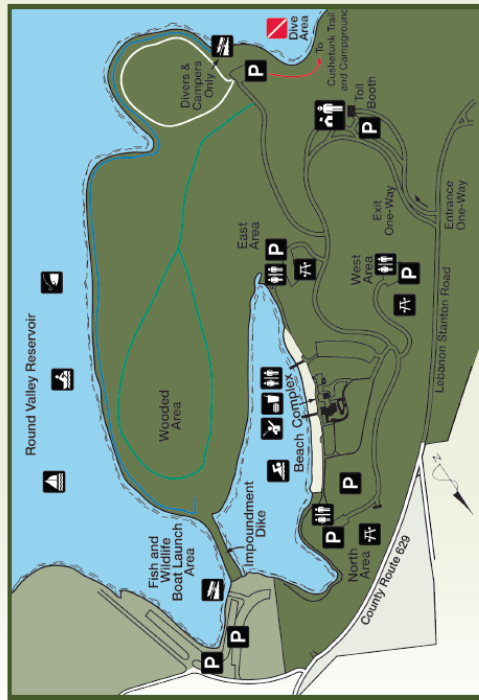 Round Valley Reservoir
Fish and
Wildlife
Boat Launch
Area
Impoundment
Dike
Wooded
Area
Divers &
Campers
Only
Dive
Area
To
Cushetunk Trail
and Campground
Toll
Booth
P
P
P
P
P
P
P
P
East
Area
West
Area
Beach Complex
North
Area
Exit
One-Way
Entrance
One-Way
Lebanon Stanton Road
County Route 629
N